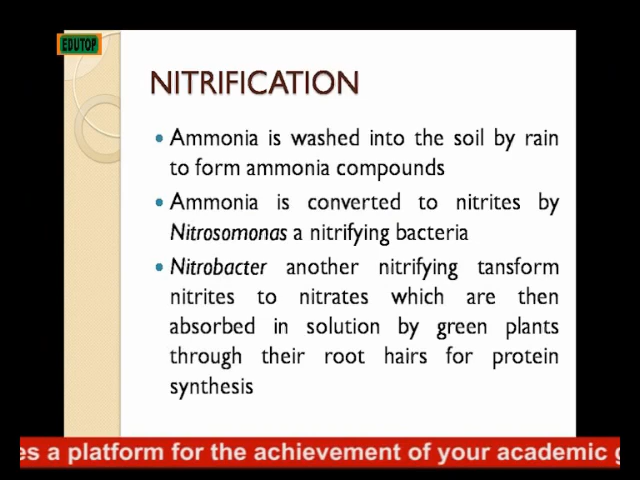 EDUTOP
NITRIFICATION
• Ammonia is washed into the soil by rain
to form ammonia compounds
• Ammonia is converted to nitrites by
Nitrosomonas a nitrifying bacteria
• Nitrobacter another nitrifying tansform
nitrites to nitrates which are then
absorbed in solution by green plants
through their root hairs for protein
synthesis
es a platform for the achievement of your academic g